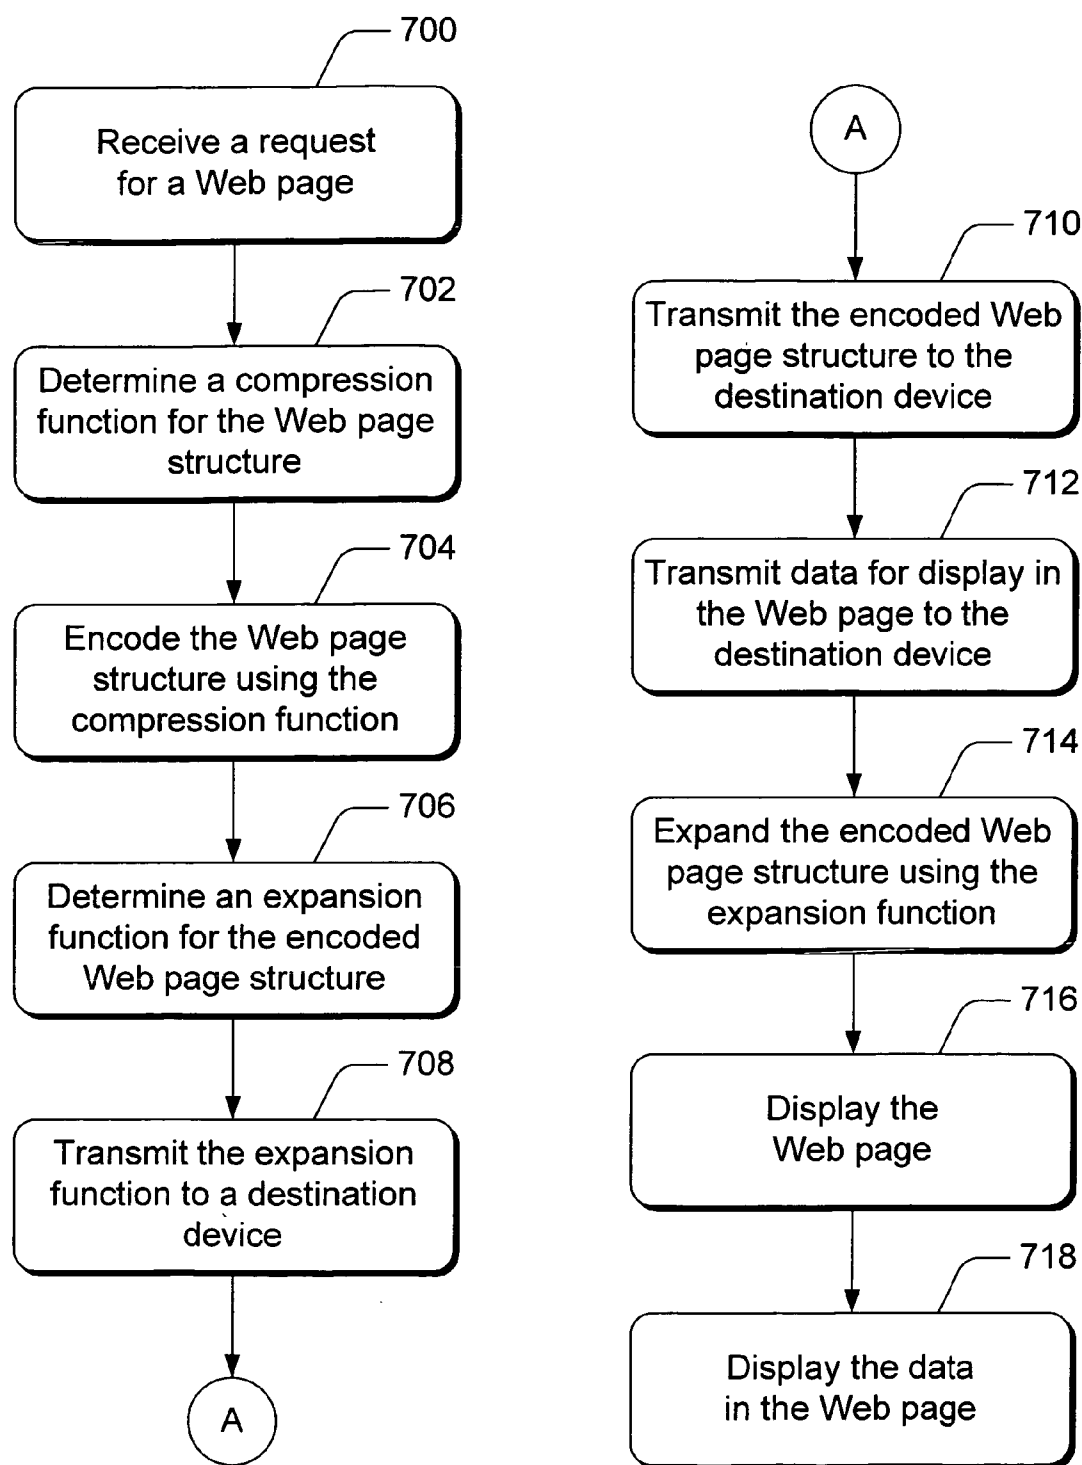 700
Receive a request
for a Web page
702
Determine a compression
function for the Web page
structure
704
Encode the Web page
structure using the
compression function
706
Determine an expansion
function for the encoded
Web page structure
708
Transmit the expansion
function to a destination
device
A
A
710
Transmit the encoded Web
page structure to the
destination device
712
Transmit data for display in
the Web page to the
destination device
714
Expand the encoded Web
page structure using the
expansion function
716
Display the
Web page
718
Display the data
in the Web page